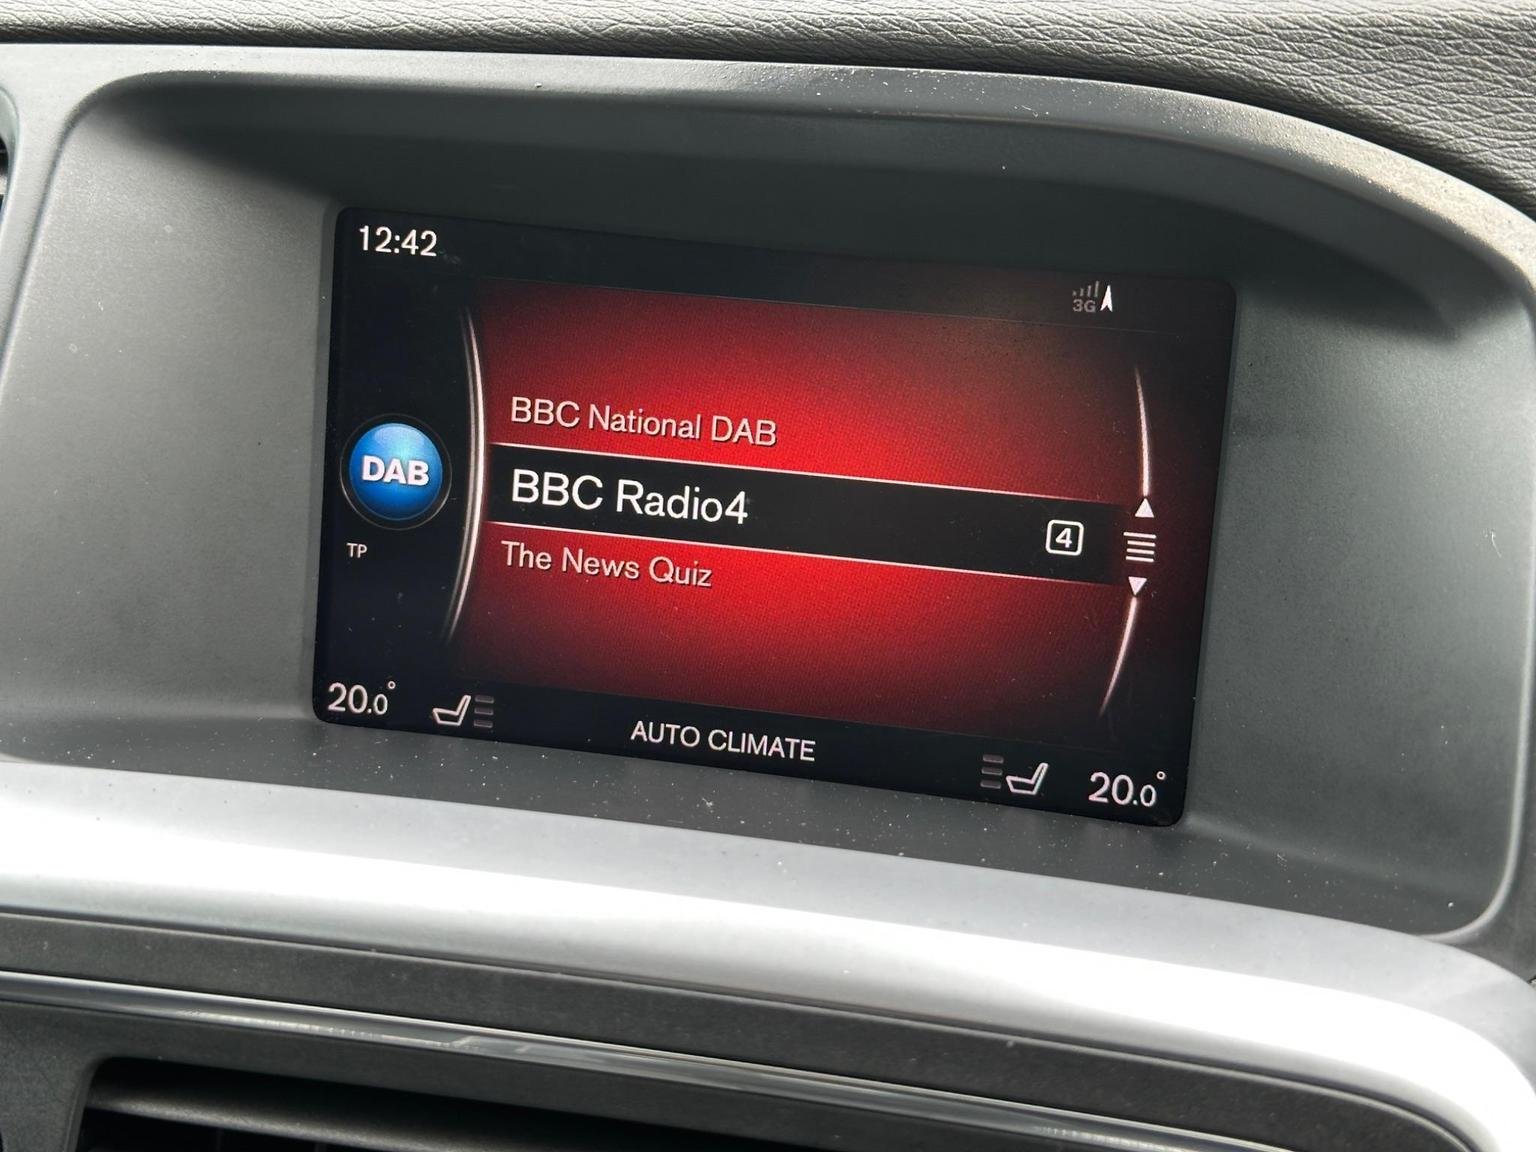 12:42
3G
BBC National DAB
DAB
BBC Radio4
4
TP
The News Quiz
20.0°
AUTO CLIMATE
20.0°